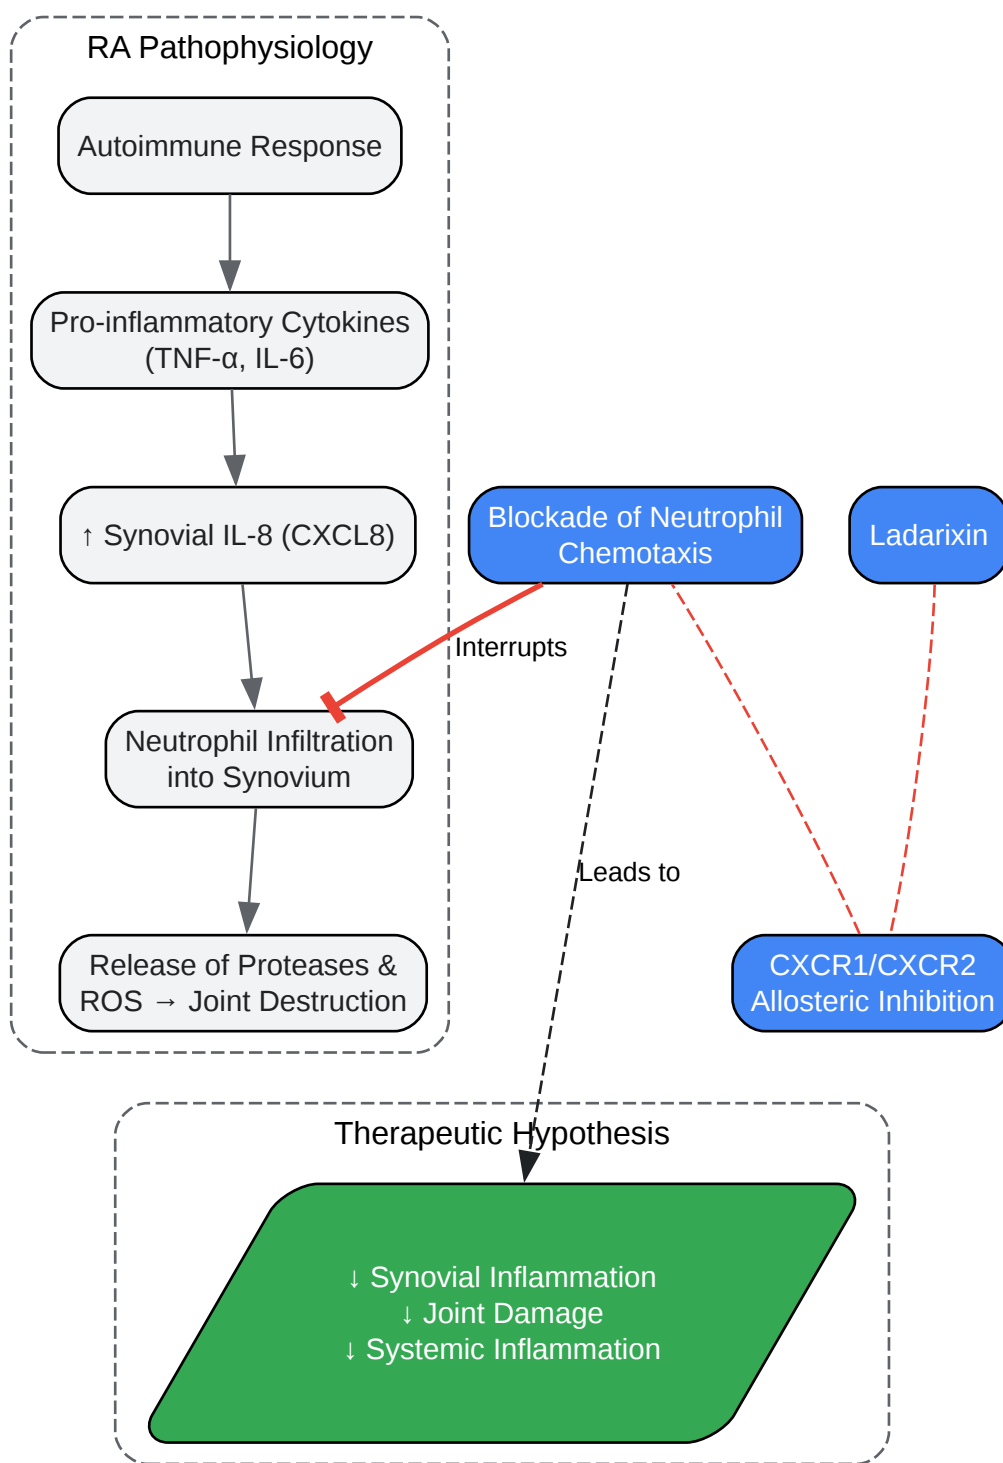 RA Pathophysiology
Autoimmune Response
Pro-inflammatory Cytokines
(TNF-α, IL-6)
↑ Synovial IL-8 (CXCL8)
Blockade of Neutrophil
Chemotaxis
Ladarixin
Interrupts
Neutrophil Infiltration
into Synovium
Leads to
Release of Proteases &
ROS → Joint Destruction
CXCR1/CXCR2
Allosteric Inhibition
Therapeutic Hypothesis
↓ Synovial Inflammation
↓ Joint Damage
↓ Systemic Inflammation